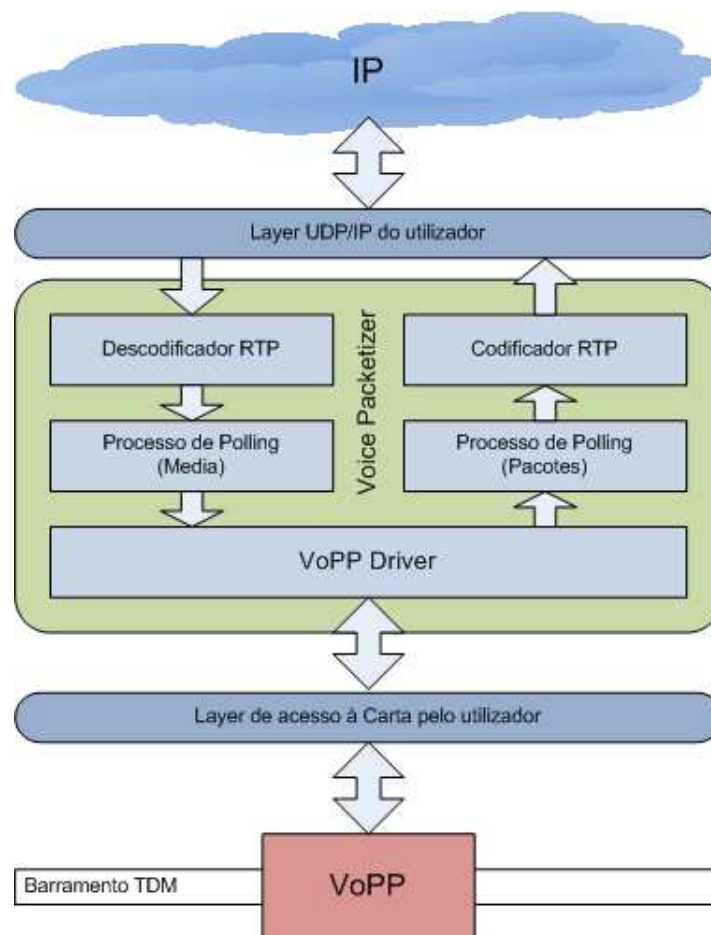 IP
Layer UDP/IP do utilizador
Descodificador RTP
Processo de Polling
(Media)
Voice Packetizer
Codificador RTP
Processo de Polling
(Pacotes)
VoPP Driver
Layer de acesso à Carta pelo utilizador
Barramento TDM
VoPP